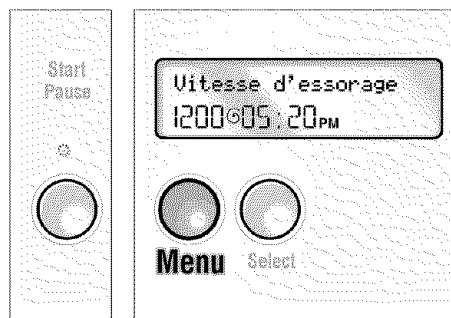 Start
Pause
Vitesse d'essorage
1200 05:20PM
Menu
Select